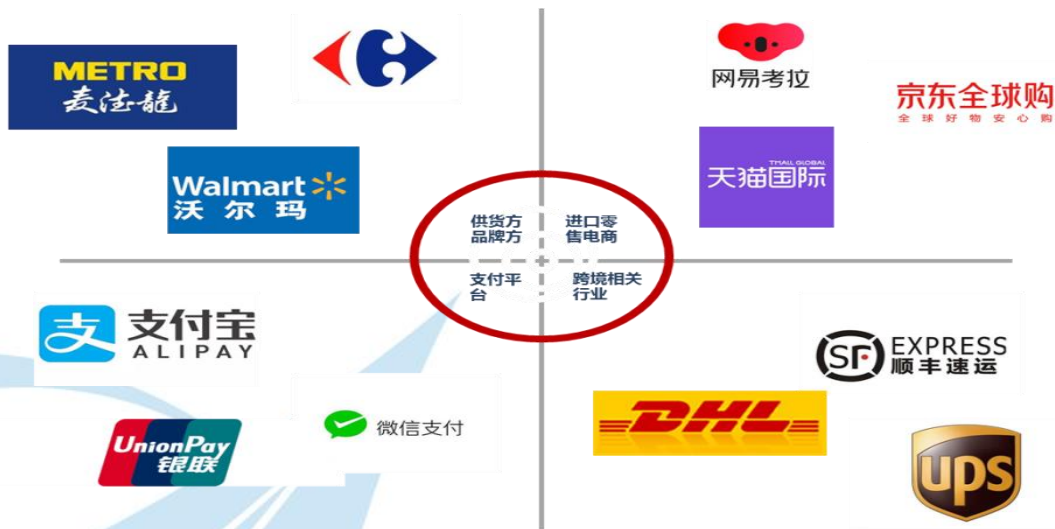 METRO
麦德龍
Walmart
沃尔玛
网易考拉
京东全球购
全球好物安心购
TMALL GLOBAL
天猫国际
供货方
品牌方
进口零
售电商
支付平
台
跨境相关
行业
支 支付宝
ALIPAY
UnionPay
银联
微信支付
SF EXPRESS
顺丰速运
DHL
ups